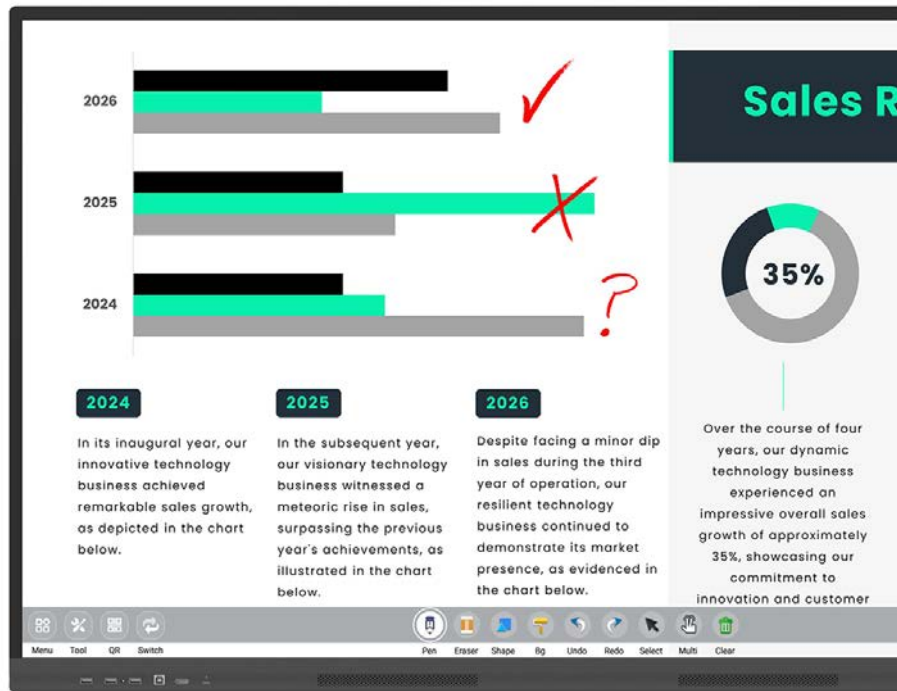 2026
2025
2024
Sales R
35%
2024
In its inaugural year, our
innovative technology
business achieved
remarkable sales growth,
as depicted in the chart
below.
2025
In the subsequent year,
our visionary technology
business witnessed a
meteoric rise in sales,
surpassing the previous
year's achievements, as
illustrated in the chart
below.
2026
Despite facing a minor dip
in sales during the third
year of operation, our
resilient technology
business continued to
demonstrate its market
presence, as evidenced in
the chart below.
Over the course of four
years, our dynamic
technology business
experienced an
impressive overall sales
growth of approximately
35%, showcasing our
commitment to
innovation and customer
Menu Tool QR Switch Pen Eraser Shape Bg Undo Redo Select Multi Clear